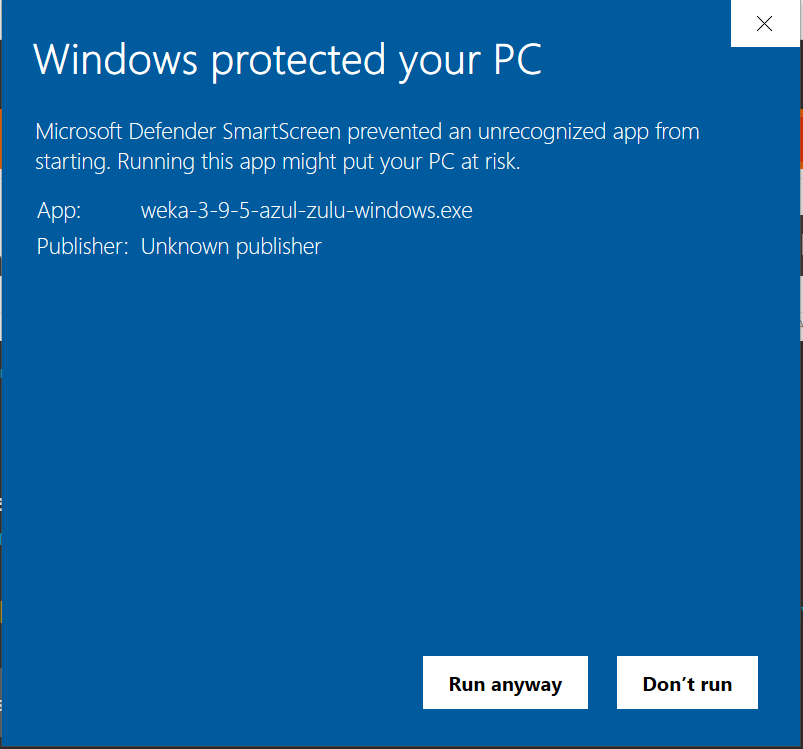 Windows protected your PC
Microsoft Defender SmartScreen prevented an unrecognized app from
starting. Running this app might put your PC at risk.
App: weka-3-9-5-azul-zulu-windows.exe
Publisher: Unknown publisher
Run anyway Don’t run